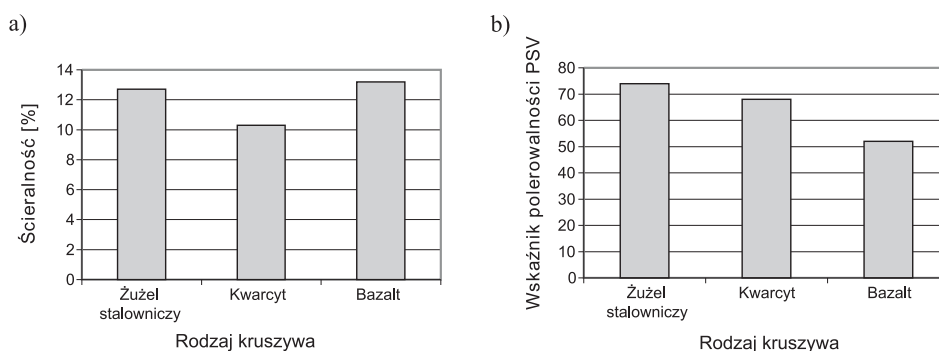 a)
Ścieralność [%]
14
12
10
8
6
4
2
0
Żużel
stalowniczy
Kwarcyt
Bazalt
Rodzaj kruszywa
b)
Wskaźnik polerowalności PSV
80
70
60
50
40
30
20
10
0
Żużel
stalowniczy
Kwarcyt
Bazalt
Rodzaj kruszywa